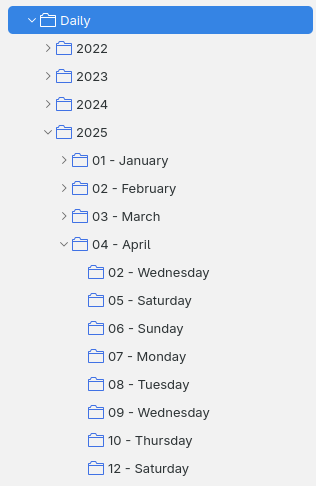 Daily
2022
2023
2024
2025
01 - January
02 - February
03 - March
04 - April
02 - Wednesday
05 - Saturday
06 - Sunday
07 - Monday
08 - Tuesday
09 - Wednesday
10 - Thursday
12 - Saturday